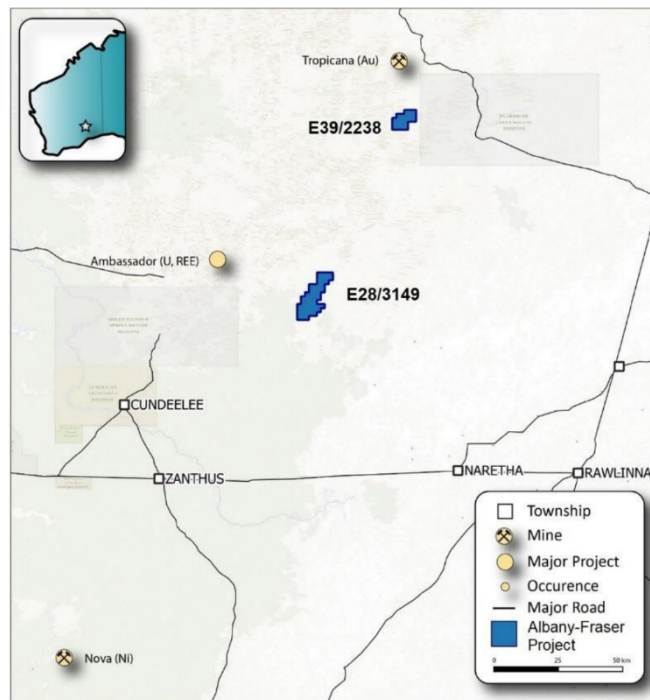 Tropicana (Au)
E39/2238
Ambassador (U, REE)
E28/3149
CUNDEELEE
ZANTHUS
NARETHA
RAWLINNA
Nova (Ni)
Township
Mine
Major Project
Occurence
Major Road
Albany-Fraser
Project
0 25 50 km